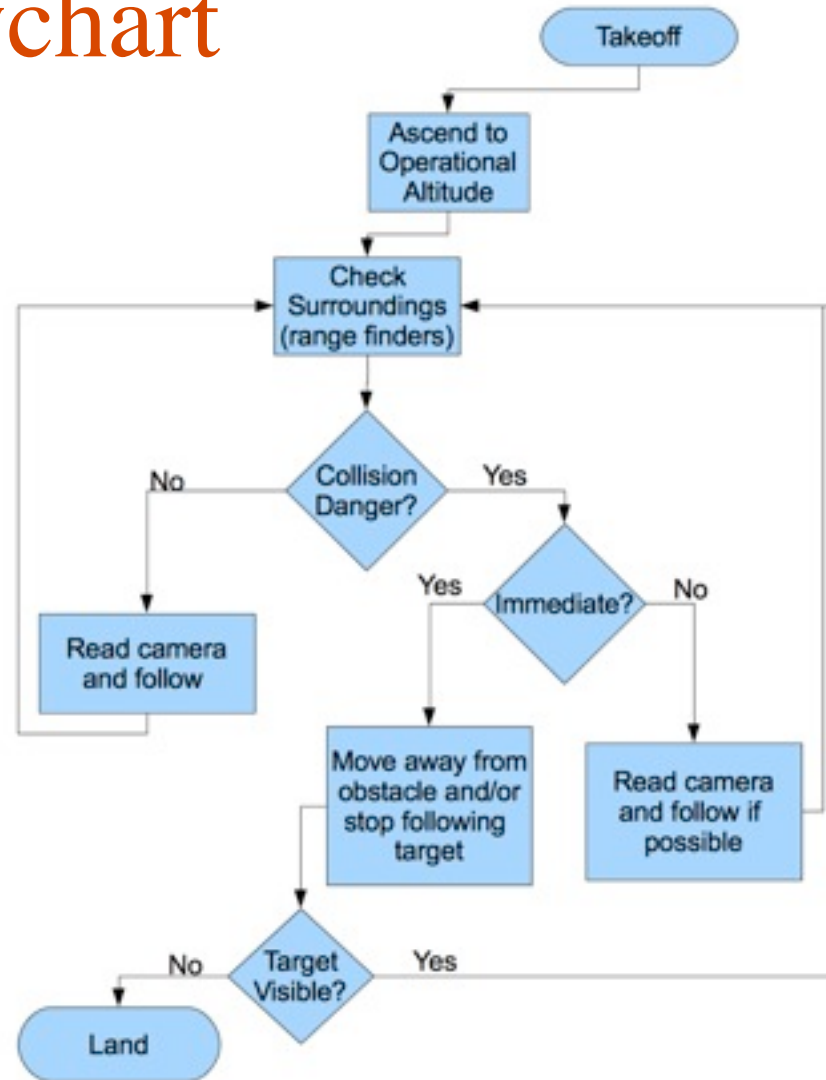 ychart
Takeoff
Ascend to
Operational
Altitude
Check
Surroundings
(range finders)
Collision
Danger?
No
Yes
Immediate?
Yes
No
Read camera
and follow
Move away from
obstacle and/or
stop following
target
Read camera
and follow if
possible
Target
Visible?
No
Yes
Land